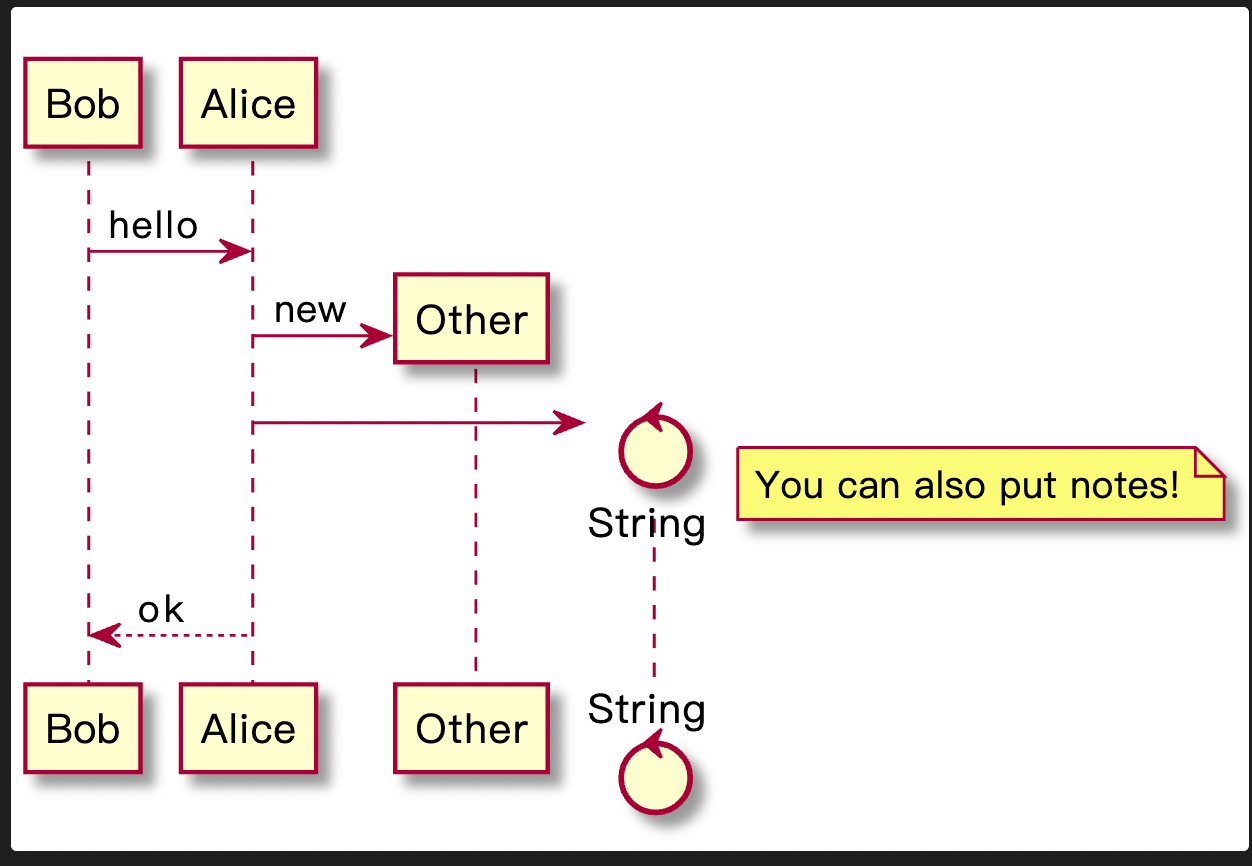 Bob
Alice
hello
new
Other
String
You can also put notes!
ok
Bob
Alice
Other
String